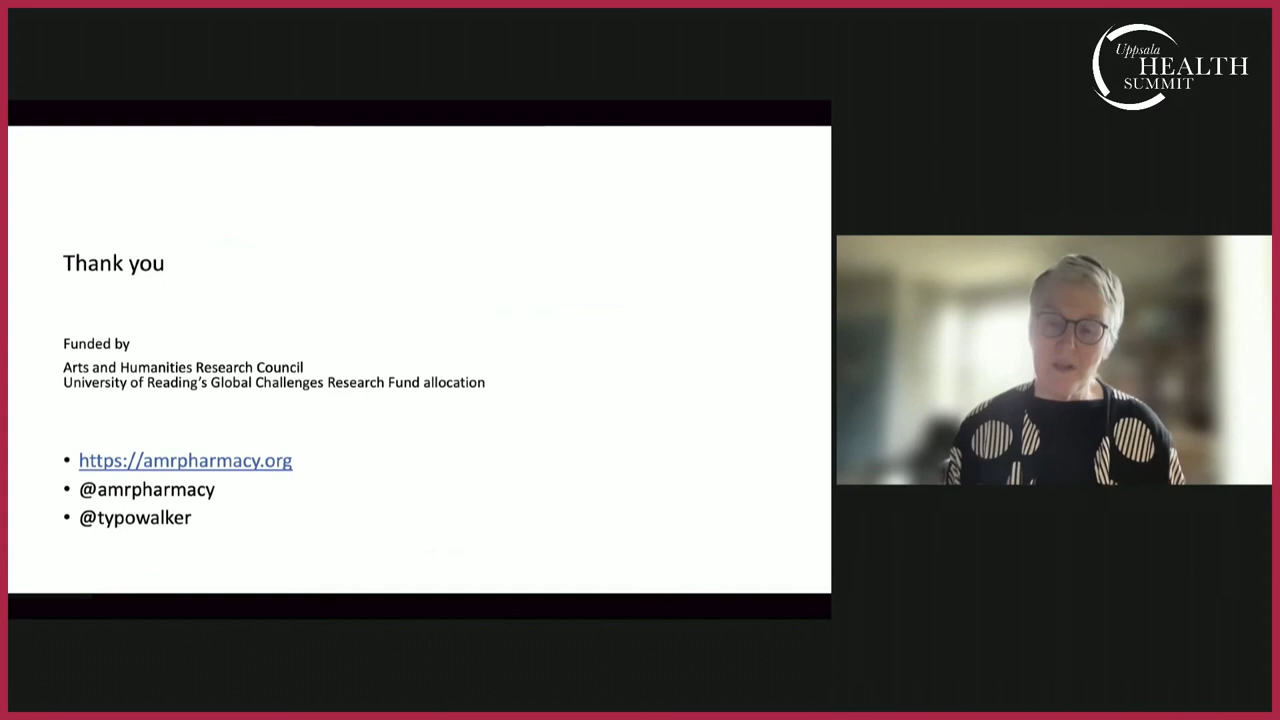 Uppsala
HEALTH
SUMMIT
Thank you
Funded by
Arts and Humanities Research Council
University of Reading’s Global Challenges Research Fund allocation
• https://amrpharmacy.org
• @amrpharmacy
• @typowalker